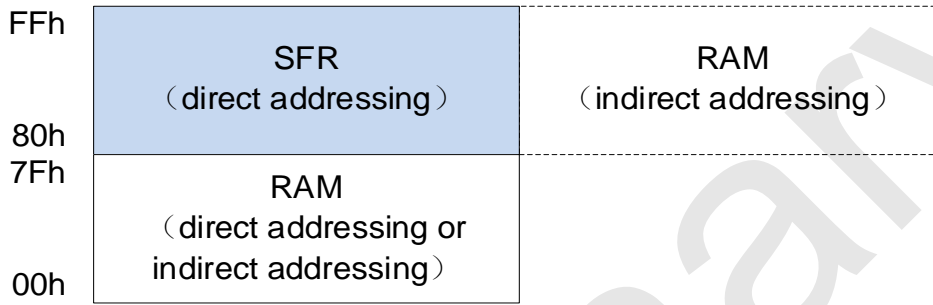 FFh
SFR
（direct addressing）
RAM
（indirect addressing）
80h
7Fh
RAM
（direct addressing or
indirect addressing）
00h